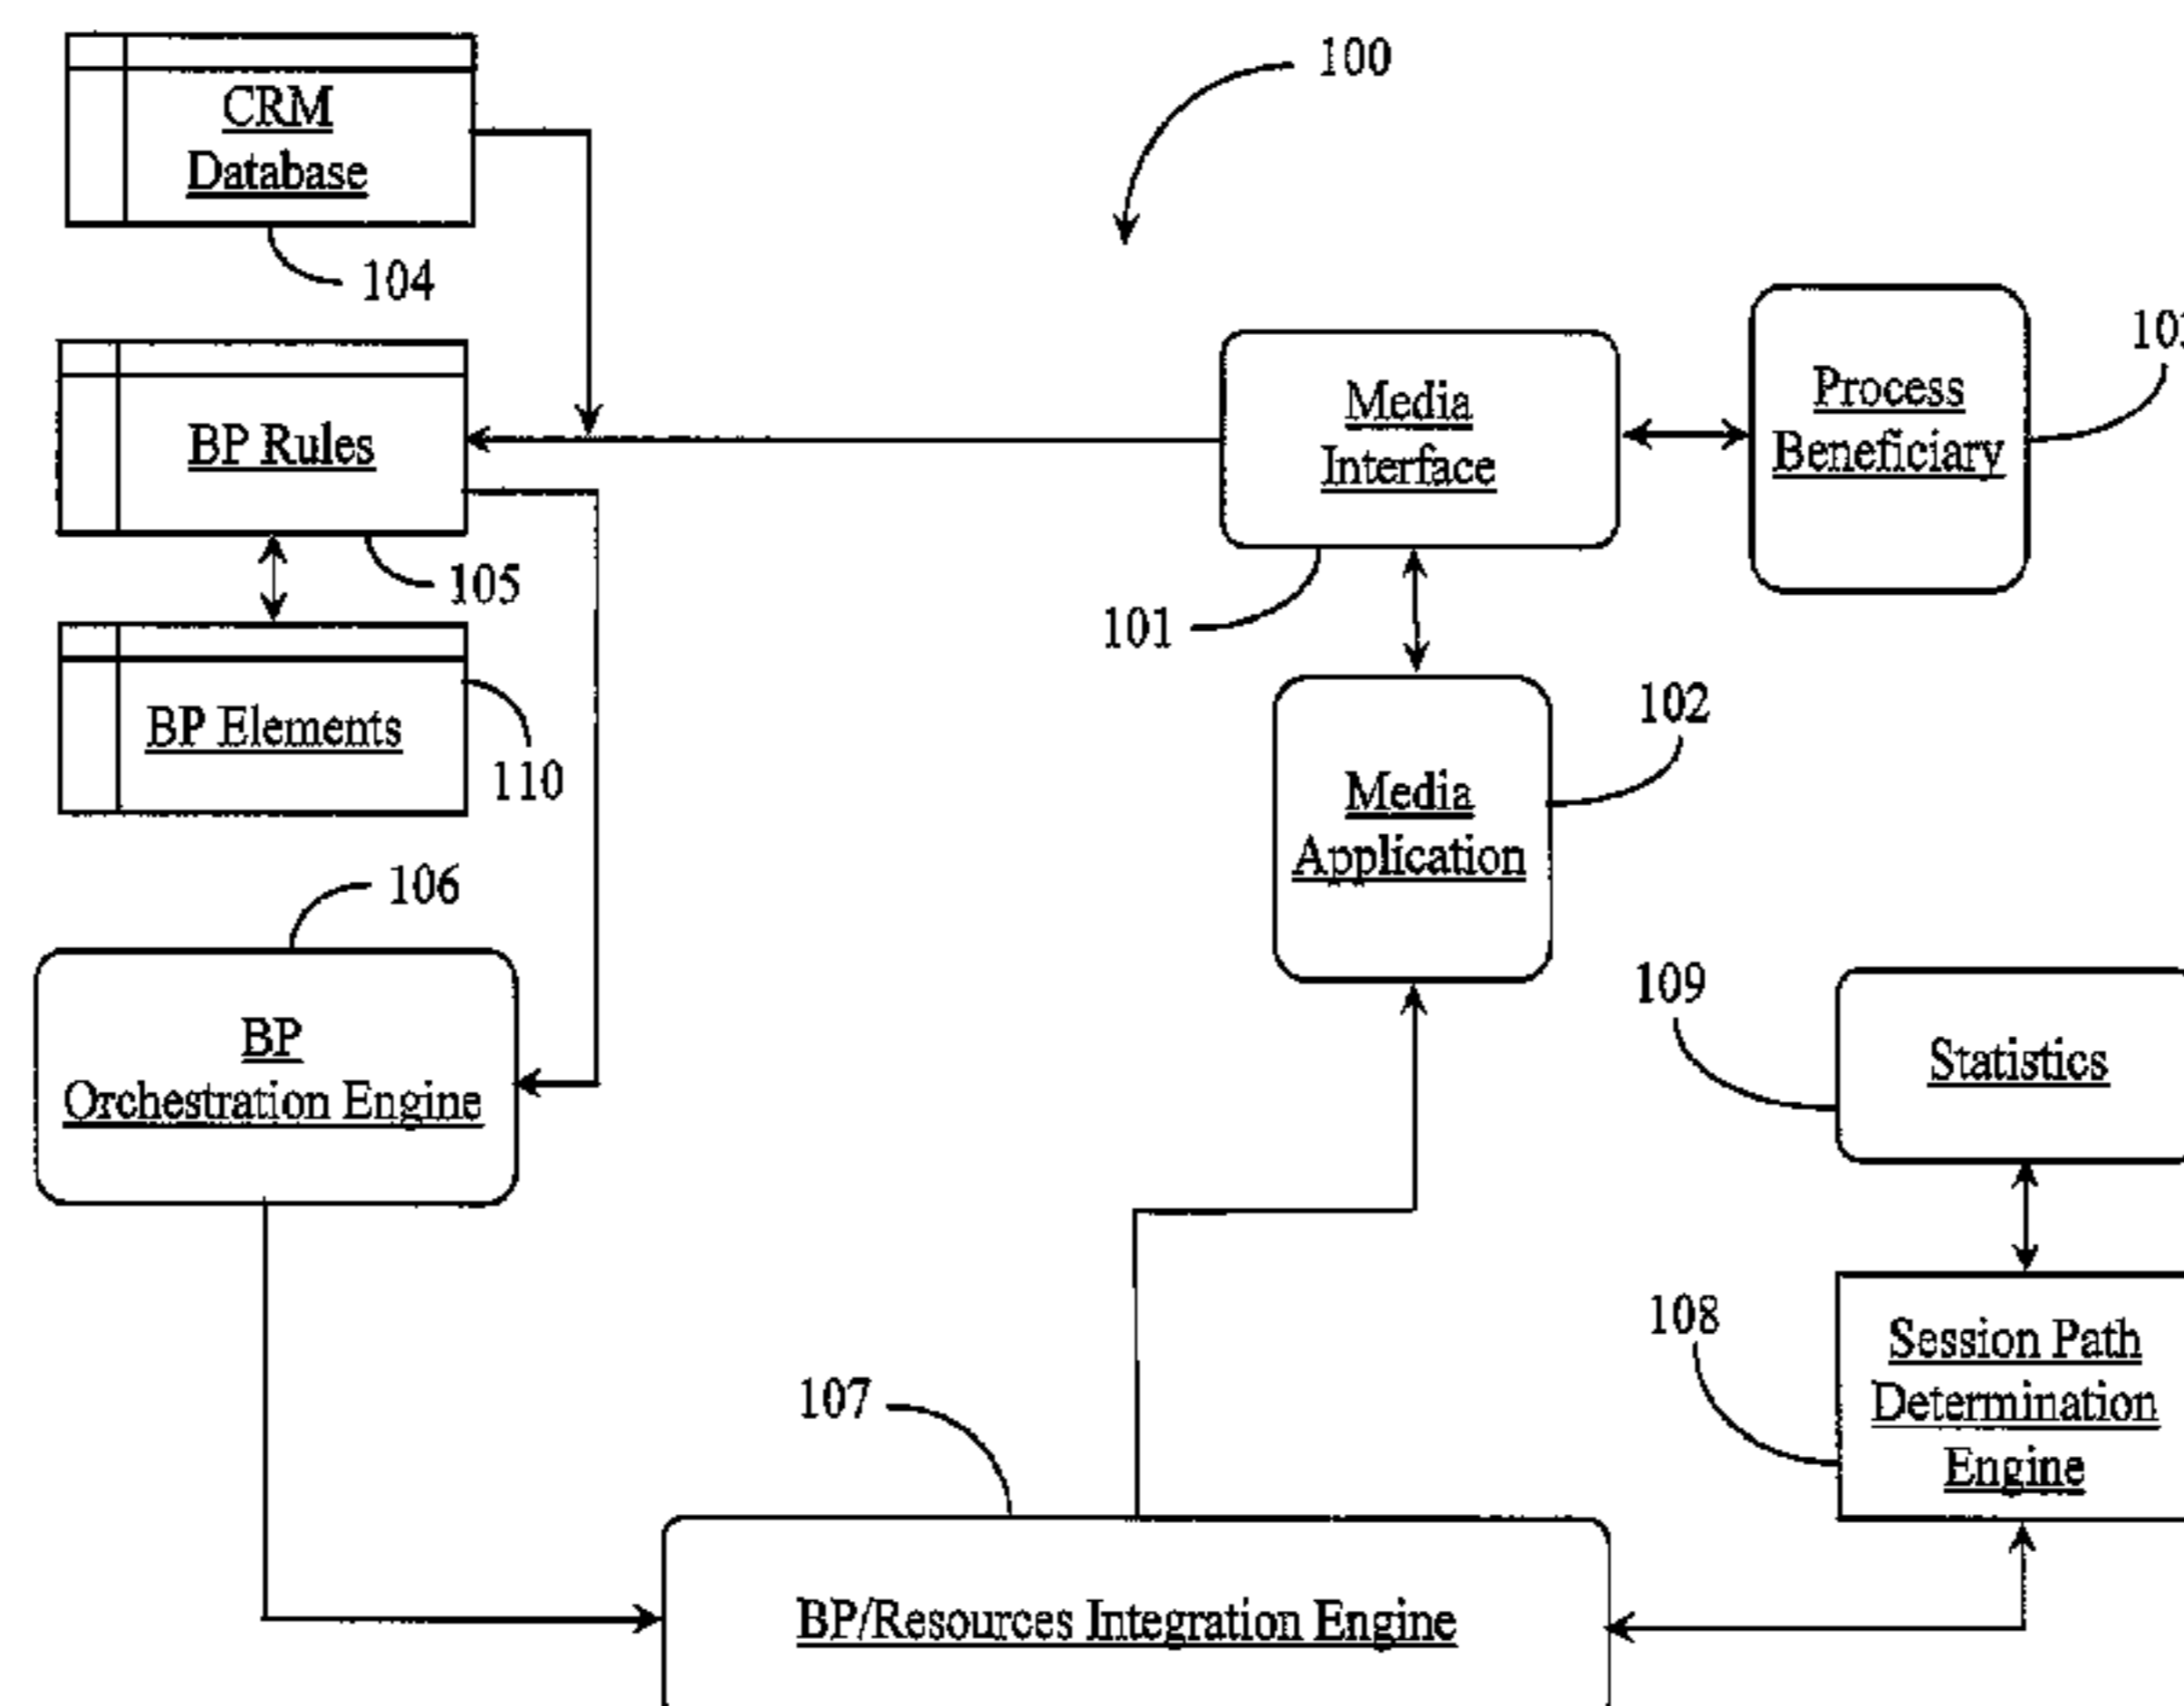 100
CRM
Database
104
Process
Beneficiary
Media
Interface
BP Rules
105
101
BP Elements
110
102
Media
Application
106
BP
Orchestration Engine
109
Statistics
108
Session Path
Determination
Engine
107
BP/Resources Integration Engine